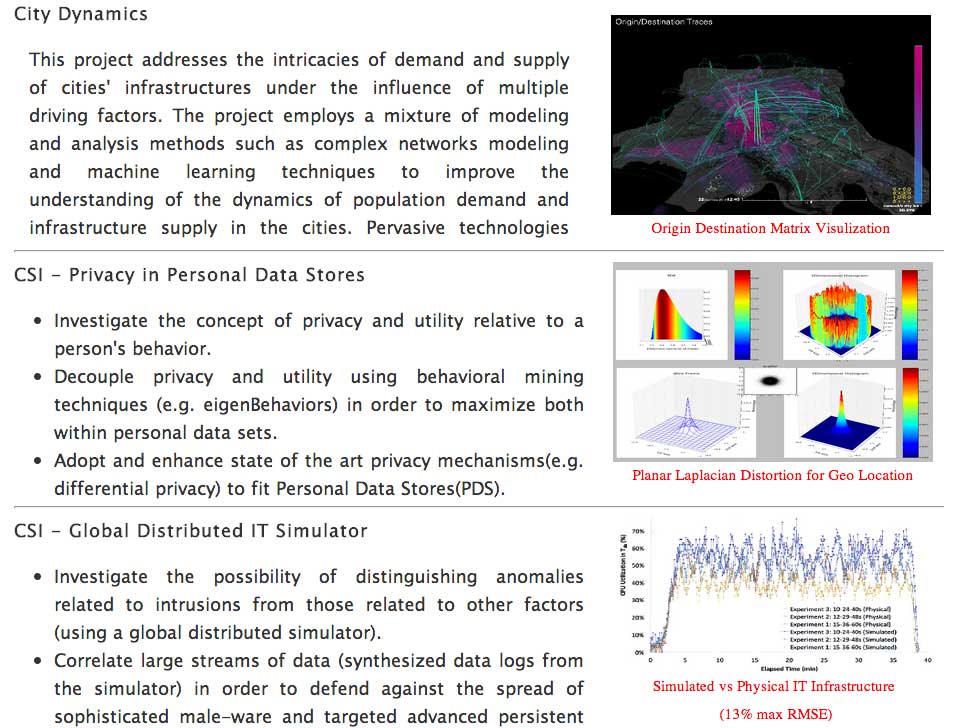 City Dynamics
This project addresses the intricacies of demand and supply
of cities' infrastructures under the influence of multiple
driving factors. The project employs a mixture of modeling
and analysis methods such as complex networks modeling
and machine learning techniques to improve the
understanding of the dynamics of population demand and
infrastructure supply in the cities. Pervasive technologies
Origin/Destination Traces
Origin Destination Matrix Visulization
CSI - Privacy in Personal Data Stores
• Investigate the concept of privacy and utility relative to a
person's behavior.
• Decouple privacy and utility using behavioral mining
techniques (e.g. eigenBehaviors) in order to maximize both
within personal data sets.
• Adopt and enhance state of the art privacy mechanisms(e.g.
differential privacy) to fit Personal Data Stores(PDS).
Planar Laplacian Distortion for Geo Location
CSI - Global Distributed IT Simulator
• Investigate the possibility of distinguishing anomalies
related to intrusions from those related to other factors
(using a global distributed simulator).
• Correlate large streams of data (synthesized data logs from
the simulator) in order to defend against the spread of
sophisticated male-ware and targeted advanced persistent
70%
60%
50%
40%
30%
20%
10%
0%
Experiment 3: 10-24-40s (Physical)
Experiment 2: 12-29-48s (Physical)
Experiment 1: 15-36-60s (Physical)
Experiment 3: 10-24-40s (Simulated)
Experiment 2: 12-29-48s (Simulated)
Experiment 1: 15-36-60s (Simulated)
0 5 10 15 20 25 30 35 40
Elapsed Time (min)
Simulated vs Physical IT Infrastructure
(13% max RMSE)